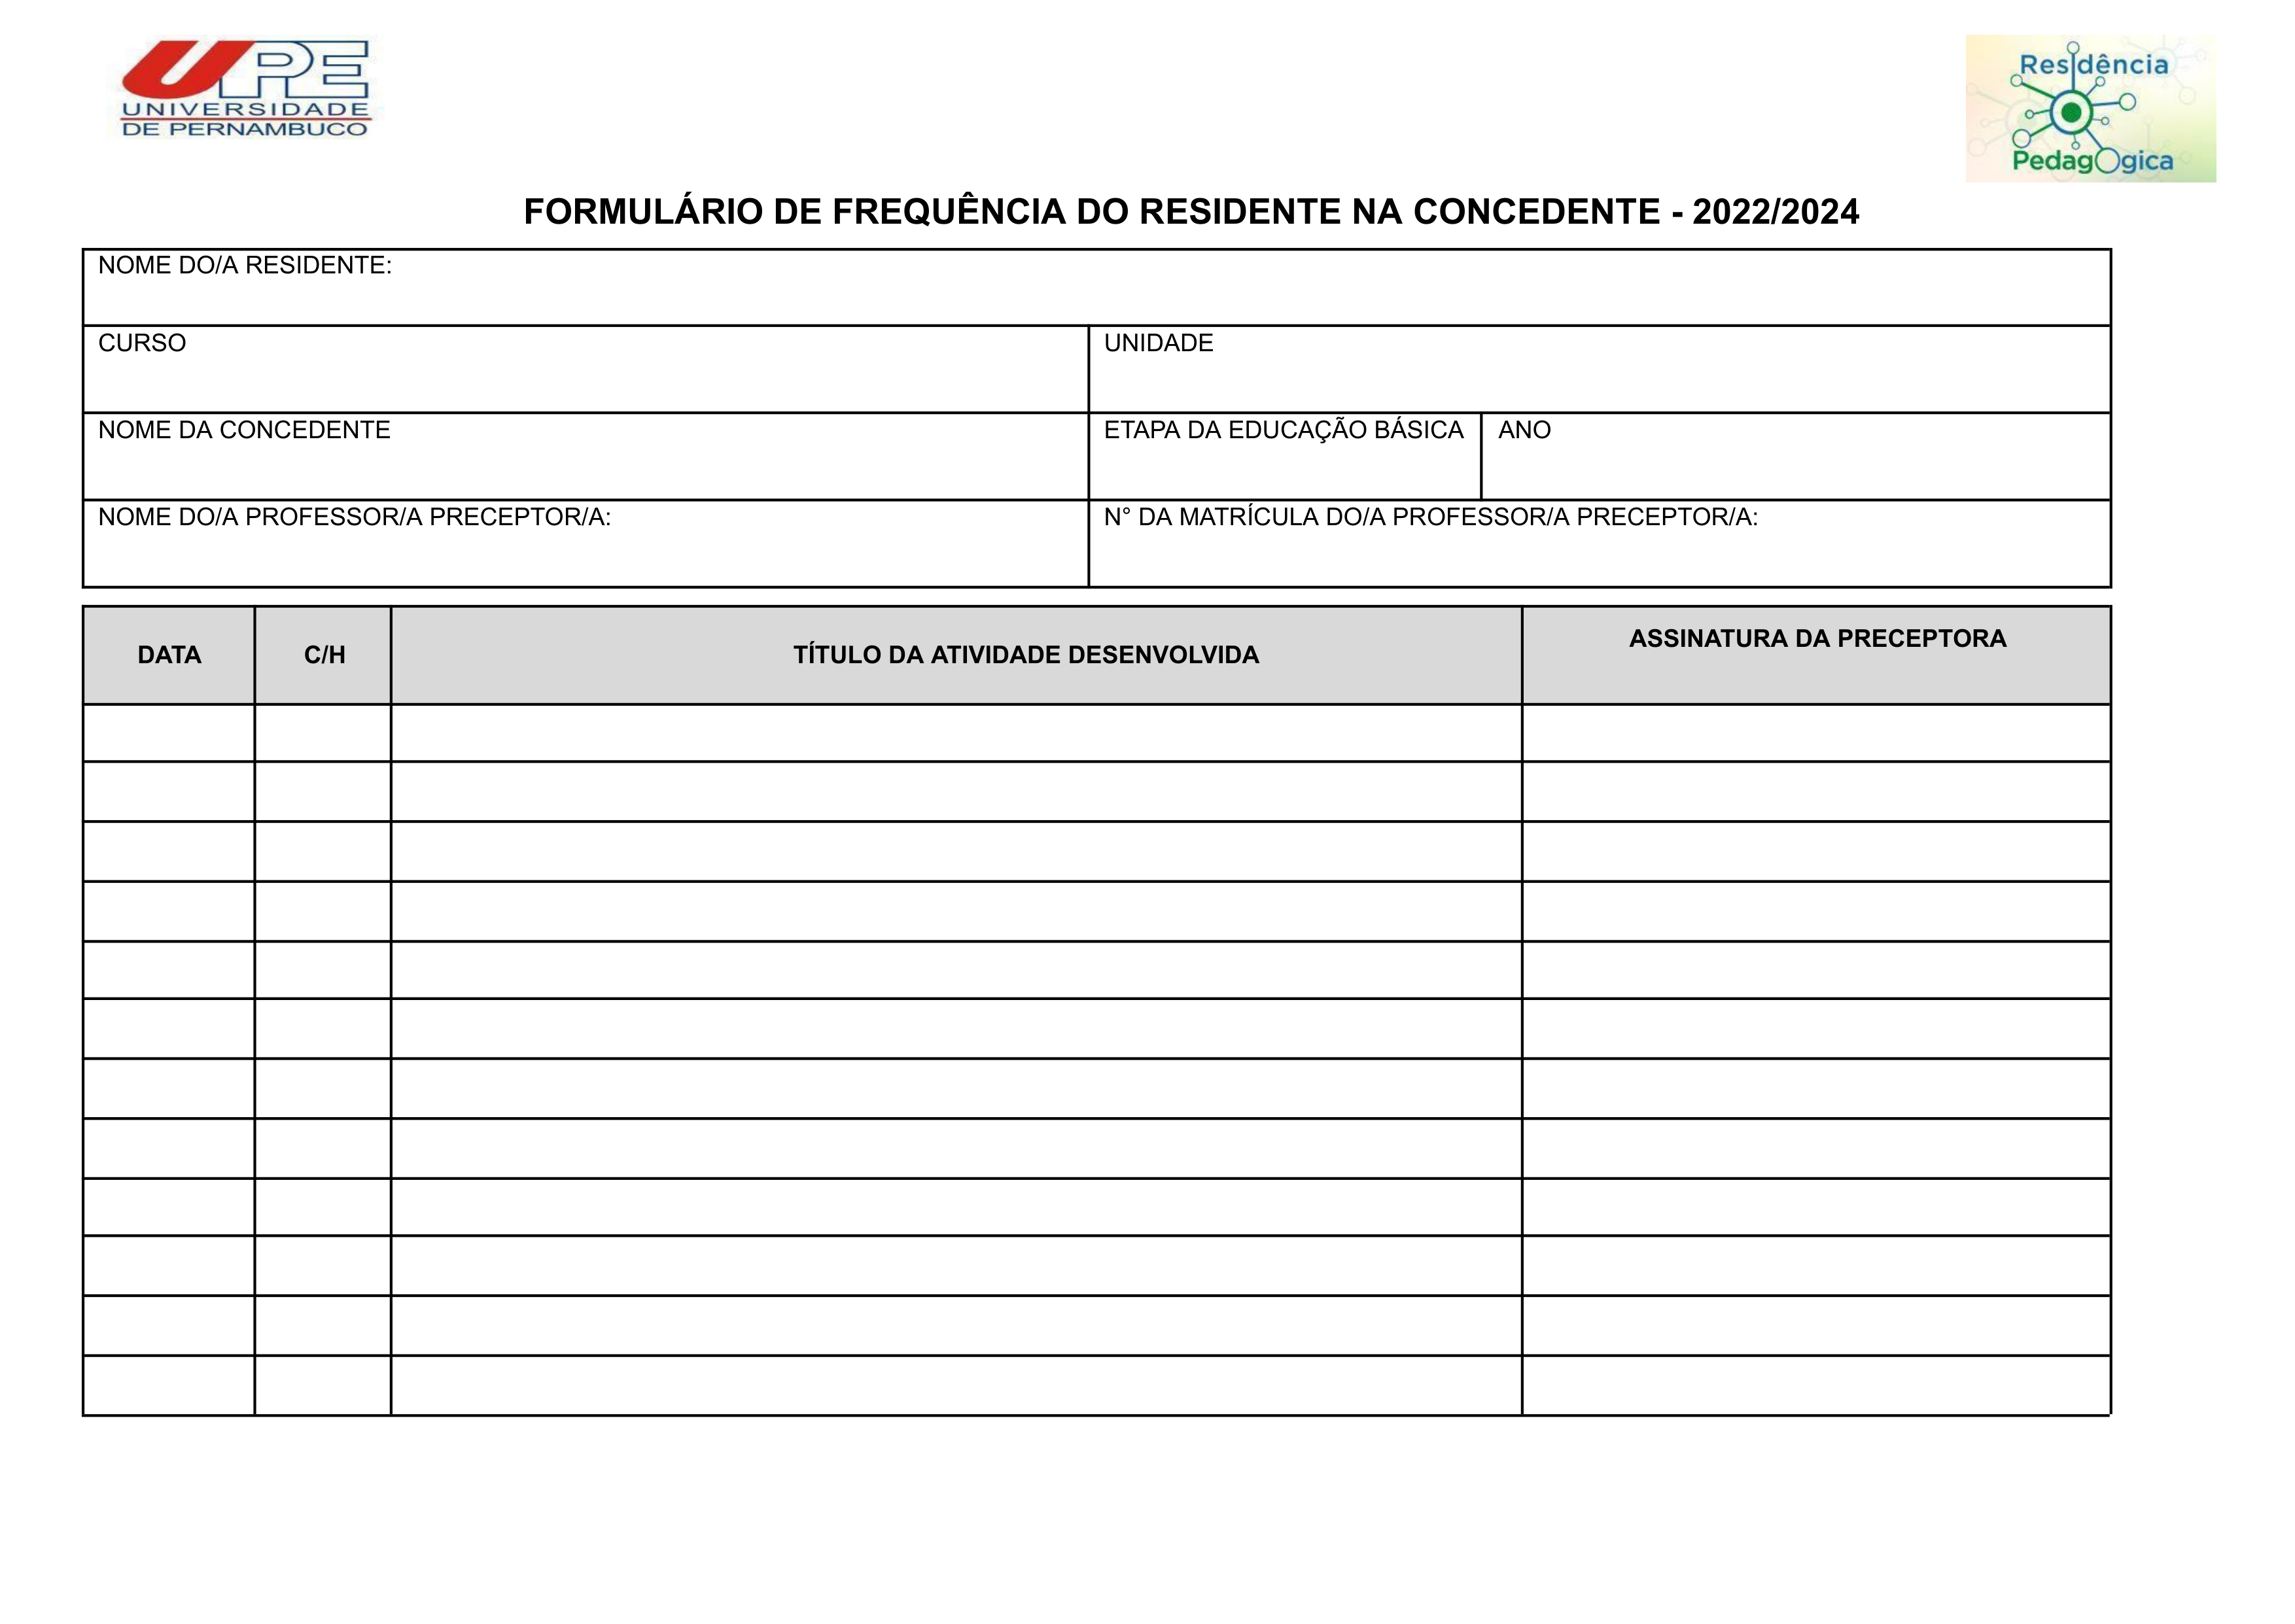 UPE
UNIVERSIDADE
DE PERNAMBUCO
Residência
Pedagógica
FORMULÁRIO DE FREQUÊNCIA DO RESIDENTE NA CONCEDENTE - 2022/2024
NOME DO/A RESIDENTE:
CURSO
UNIDADE
NOME DA CONCEDENTE
ETAPA DA EDUCAÇÃO BÁSICA
ANO
NOME DO/A PROFESSOR/A PRECEPTOR/A:
N° DA MATRÍCULA DO/A PROFESSOR/A PRECEPTOR/A:
DATA
C/H
TÍTULO DA ATIVIDADE DESENVOLVIDA
ASSINATURA DA PRECEPTORA